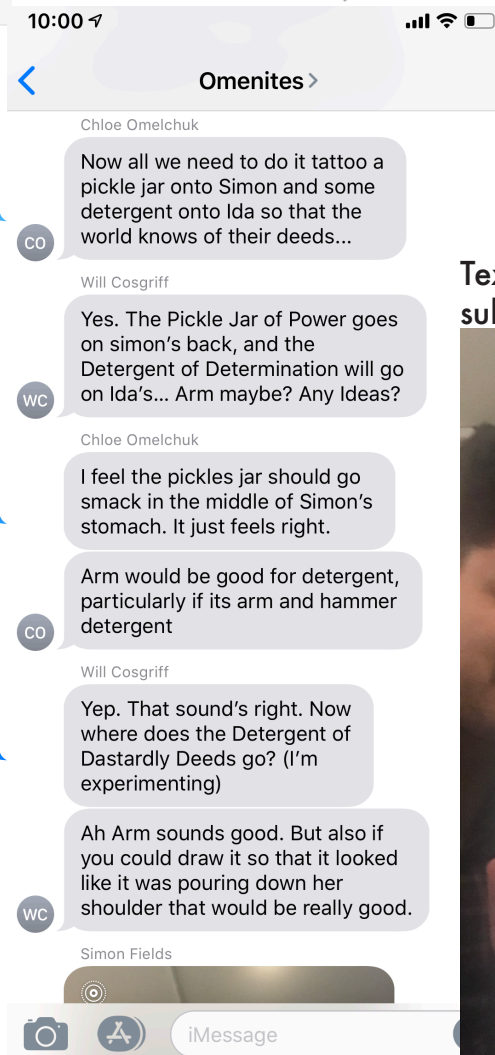 10:00
Omenites
Chloe Omelchuk
Now all we need to do it tattoo a
pickle jar onto Simon and some
detergent onto Ida so that the
world knows of their deeds...
CO
Will Cosgriff
Yes. The Pickle Jar of Power goes
on simon's back, and the
Detergent of Determination will go
on Ida's... Arm maybe? Any Ideas?
WC
Chloe Omelchuk
I feel the pickles jar should go
smack in the middle of Simon's
stomach. It just feels right.
Arm would be good for detergent,
particularly if its arm and hammer
detergent
CO
Will Cosgriff
Yep. That sound's right. Now
where does the Detergent of
Dastardly Deeds go? (I'm
experimenting)
Ah Arm sounds good. But also if
you could draw it so that it looked
like it was pouring down her
shoulder that would be really good.
WC
Simon Fields
iMessage